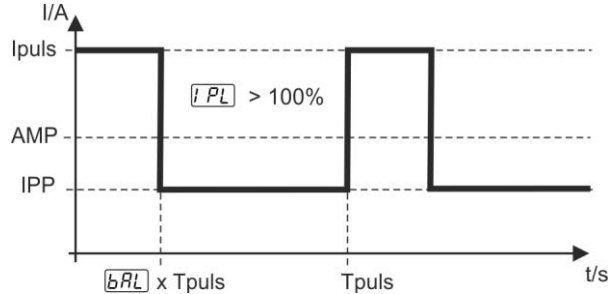 I/A
Ipuls
IPL > 100%
AMP
IPP
bAL x Tpuls
Tpuls
t/s